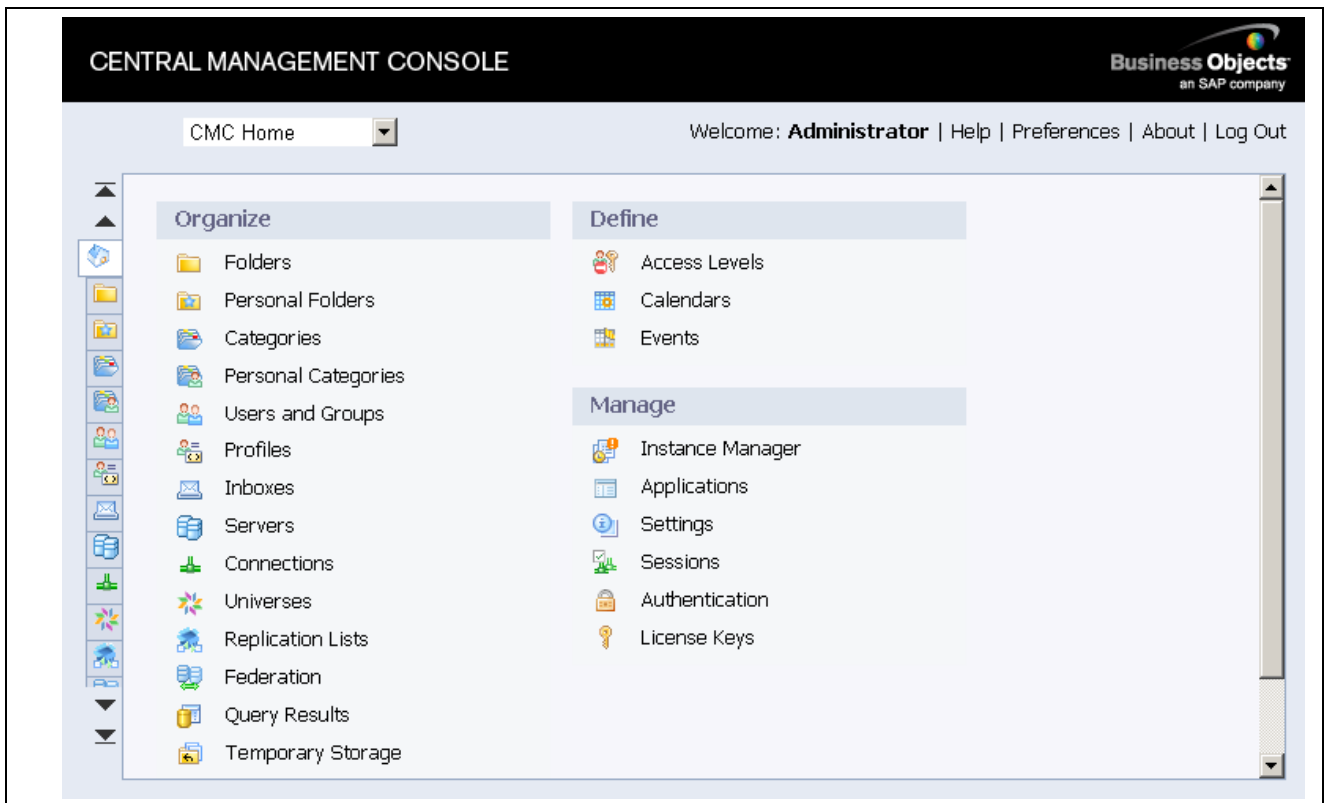 CENTRAL MANAGEMENT CONSOLE
Business Objects
an SAP company
CMC Home
Welcome: Administrator | Help | Preferences | About | Log Out
Organize
Folders
Personal Folders
Categories
Personal Categories
Users and Groups
Profiles
Inboxes
Servers
Connections
Universes
Replication Lists
Federation
Query Results
Temporary Storage
Define
Access Levels
Calendars
Events
Manage
Instance Manager
Applications
Settings
Sessions
Authentication
License Keys